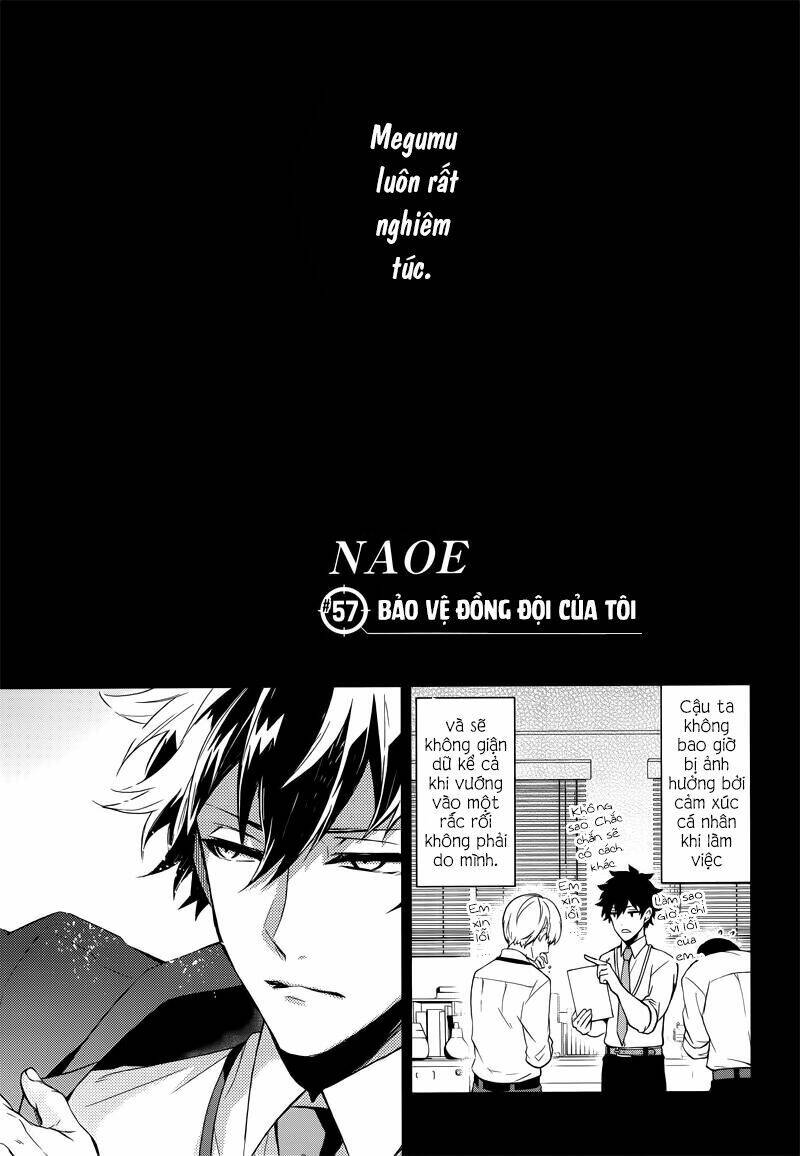 Megumu
luôn rất
nghiêm
túc.
NAOE
#57 BẢO VỆ ĐỒNG ĐỘI CỦA TÔI
Cậu ta
không
bao giờ
bị ảnh
hưởng bởi
cảm xúc
cá nhân
khi làm
việc
và sẽ
không giận
dữ kể cả
khi vướng
vào một
rắc rối
không phải
do mình.
Làm sao
giờ chỉ
vì lỗi
của em
Không
sao Chắc
chắn sẽ
có cách
khác
Em
xin
lỗi
Em
xin
lỗi